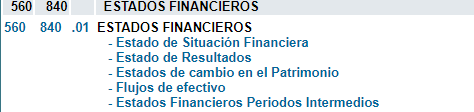 560 840 ESTADOS FINANCIEROS
560 840 .01 ESTADOS FINANCIEROS
- Estado de Situación Financiera
- Estado de Resultados
- Estados de cambio en el Patrimonio
- Flujos de efectivo
- Estados Financieros Periodos Intermedios